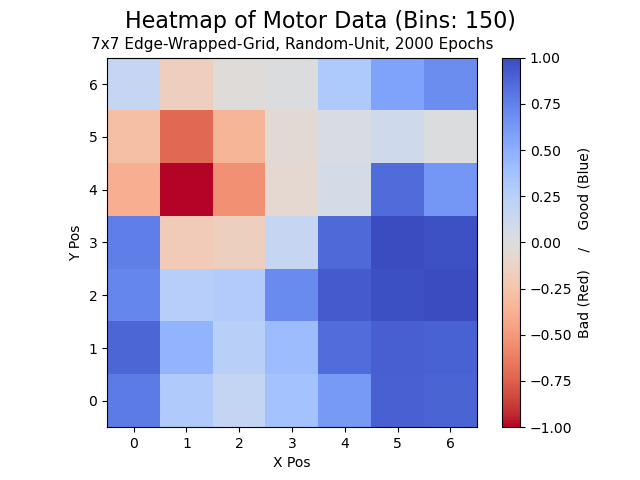 Heatmap of Motor Data (Bins: 150)
7x7 Edge-Wrapped-Grid, Random-Unit, 2000 Epochs
6
5
4
3
2
1
0
Y Pos
0 1 2 3 4 5 6
X Pos
1.00
0.75
0.50
0.25
0.00
−0.25
−0.50
−0.75
−1.00
Bad (Red) / Good (Blue)